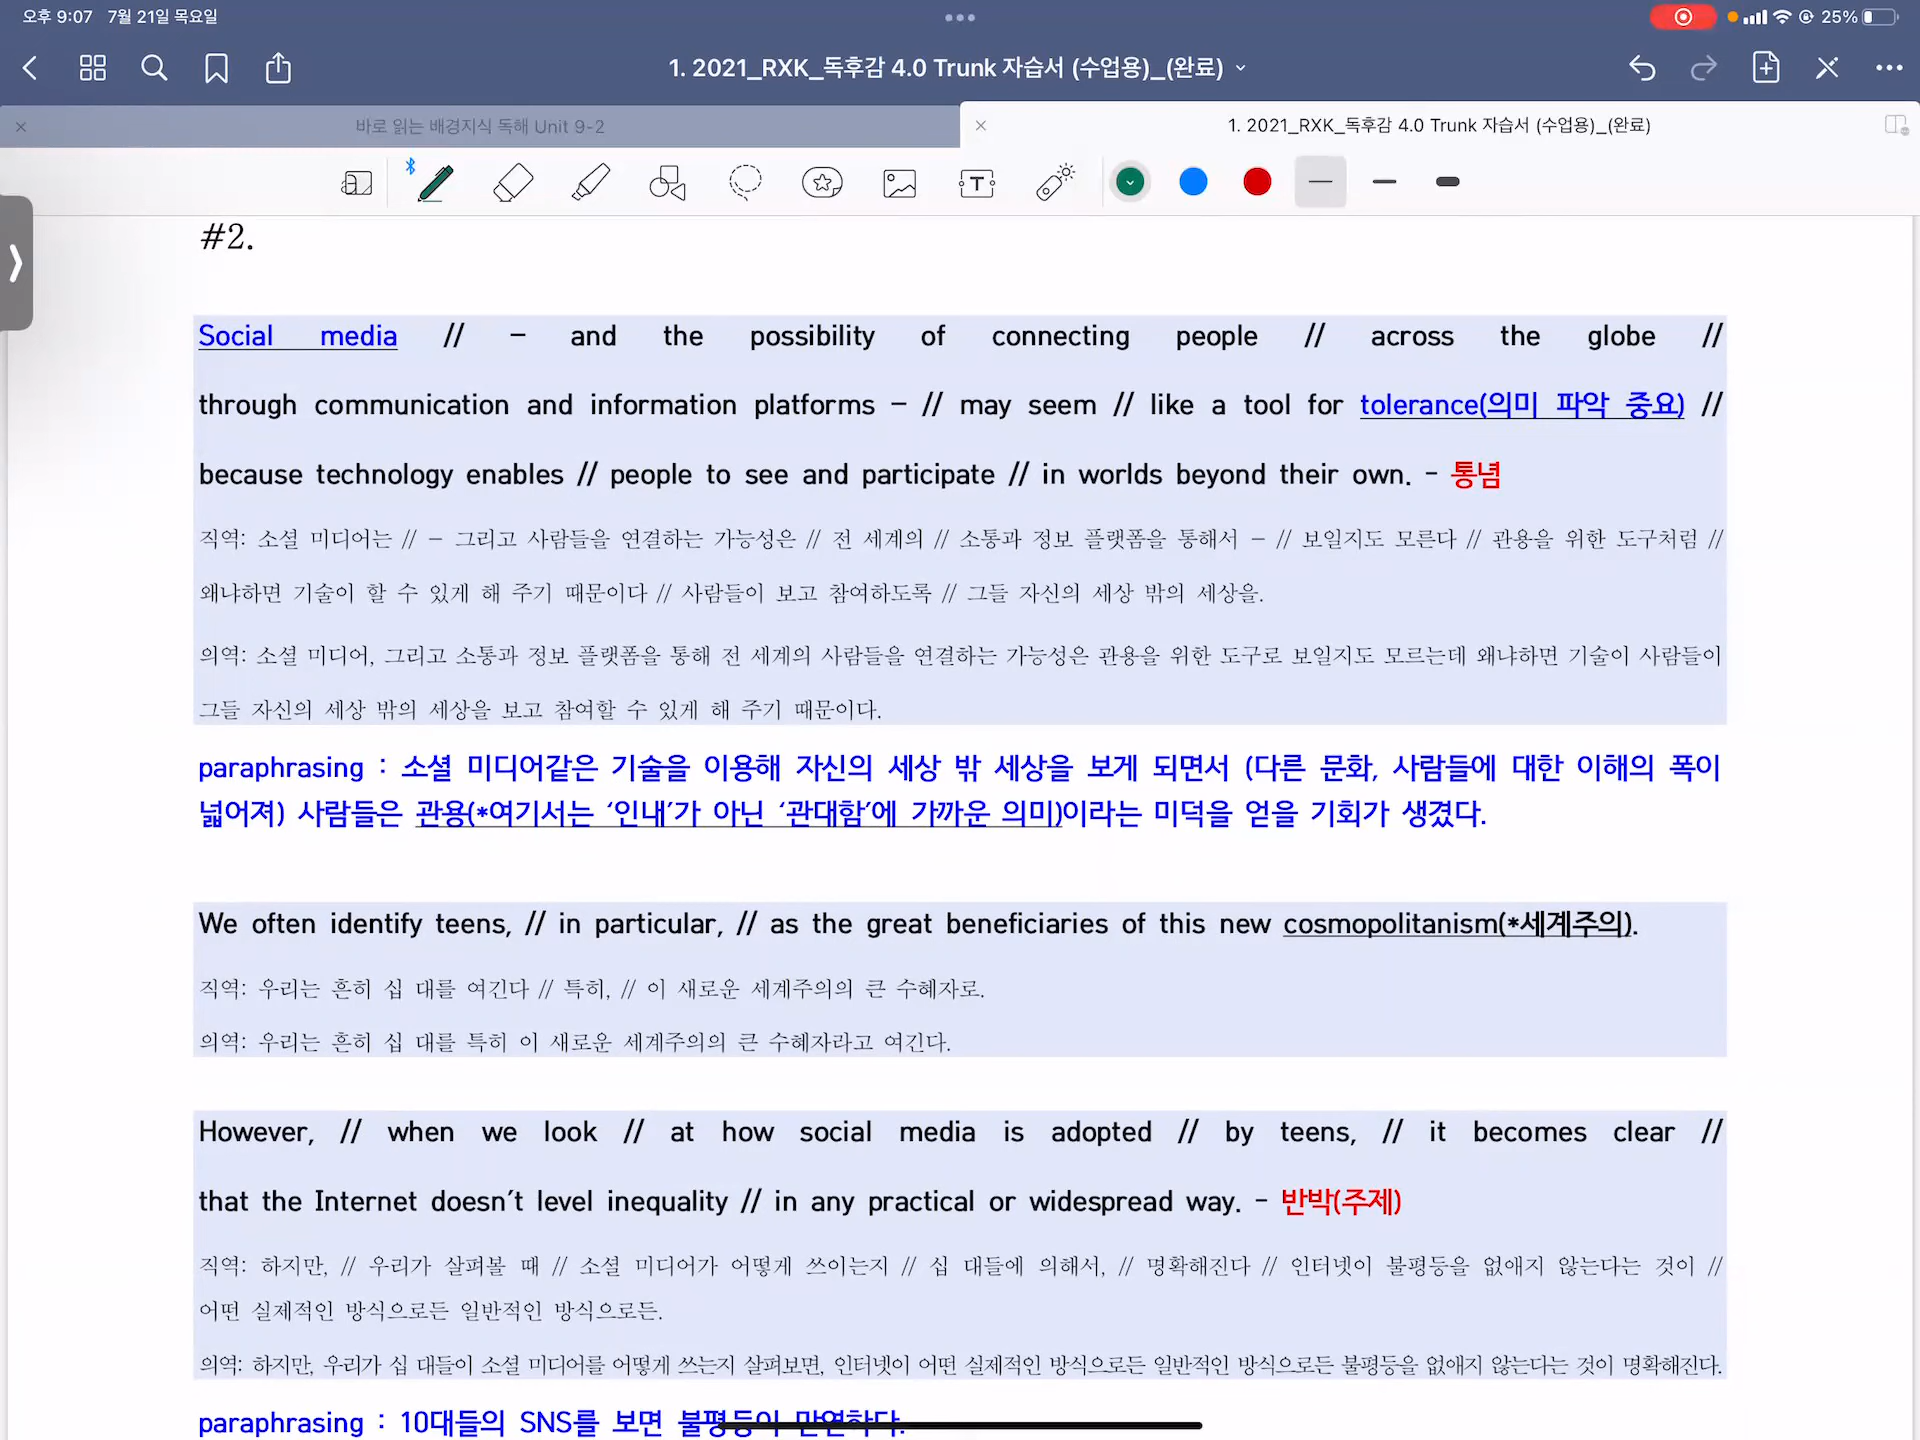 오후 9:07 7월 21일 목요일
25%
1. 2021_RXK_독후감 4.0 Trunk 자습서 (수업용)_(완료)
바로 읽는 배경지식 독해 Unit 9-2
1. 2021_RXK_독후감 4.0 Trunk 자습서 (수업용)_(완료)
#2.
Social media // – and the possibility of connecting people // across the globe //
through communication and information platforms – // may seem // like a tool for tolerance(의미 파악 중요) //
because technology enables // people to see and participate // in worlds beyond their own. - 통념
직역: 소셜 미디어는 // – 그리고 사람들을 연결하는 가능성은 // 전 세계의 // 소통과 정보 플랫폼을 통해서 – // 보일지도 모른다 // 관용을 위한 도구처럼 //
왜냐하면 기술이 할 수 있게 해 주기 때문이다 // 사람들이 보고 참여하도록 // 그들 자신의 세상 밖의 세상을.
의역: 소셜 미디어, 그리고 소통과 정보 플랫폼을 통해 전 세계의 사람들을 연결하는 가능성은 관용을 위한 도구로 보일지도 모르는데 왜냐하면 기술이 사람들이
그들 자신의 세상 밖의 세상을 보고 참여할 수 있게 해 주기 때문이다.
paraphrasing : 소셜 미디어같은 기술을 이용해 자신의 세상 밖 세상을 보게 되면서 (다른 문화, 사람들에 대한 이해의 폭이
넓어져) 사람들은 관용(*여기서는 ‘인내’가 아닌 ‘관대함’에 가까운 의미)이라는 미덕을 얻을 기회가 생겼다.
We often identify teens, // in particular, // as the great beneficiaries of this new cosmopolitanism(*세계주의).
직역: 우리는 흔히 십 대를 여긴다 // 특히, // 이 새로운 세계주의의 큰 수혜자로.
의역: 우리는 흔히 십 대를 특히 이 새로운 세계주의의 큰 수혜자라고 여긴다.
However, // when we look // at how social media is adopted // by teens, // it becomes clear //
that the Internet doesn’t level inequality // in any practical or widespread way. - 반박(주제)
직역: 하지만, // 우리가 살펴볼 때 // 소셜 미디어가 어떻게 쓰이는지 // 십 대들에 의해서, // 명확해진다 // 인터넷이 불평등을 없애지 않는다는 것이 //
어떤 실제적인 방식으로든 일반적인 방식으로든.
의역: 하지만, 우리가 십 대들이 소셜 미디어를 어떻게 쓰는지 살펴보면, 인터넷이 어떤 실제적인 방식으로든 일반적인 방식으로든 불평등을 없애지 않는다는 것이 명확해진다.
paraphrasing : 10대들의 SNS를 보면 불평등이 만연하다.